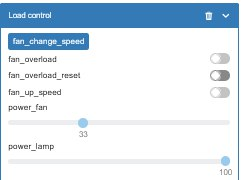 Load control
fan_change_speed
fan_overload
fan_overload_reset
fan_up_speed
power_fan
33
power_lamp
100